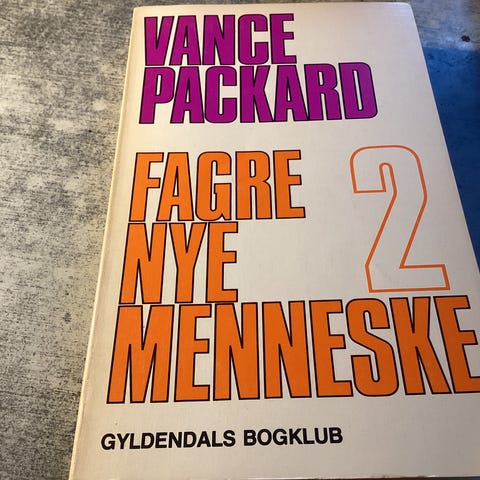 VANCE
PACKARD
FAGRE
NYE
2
MENNESKE
GYLDENDALS BOGKLUB